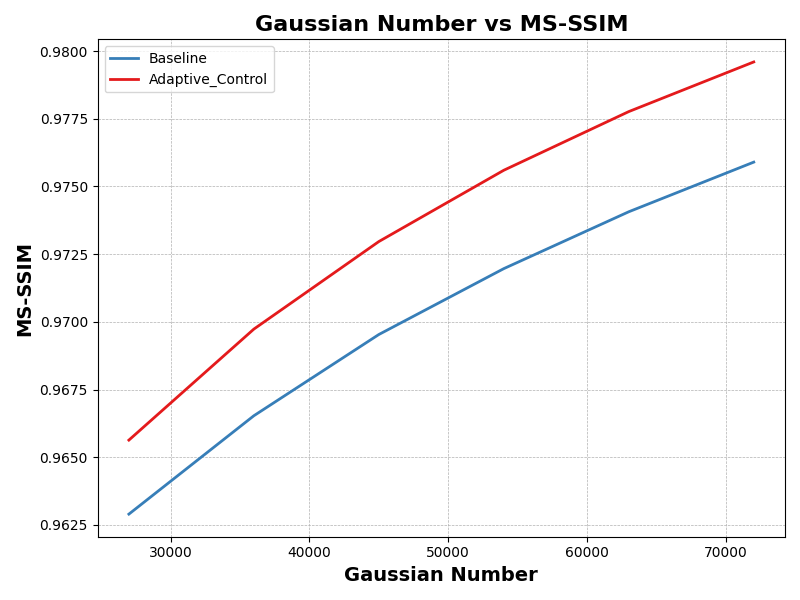 Gaussian Number vs MS-SSIM
Baseline
Adaptive_Control
MS-SSIM
0.9800
0.9775
0.9750
0.9725
0.9700
0.9675
0.9650
0.9625
30000 40000 50000 60000 70000
Gaussian Number